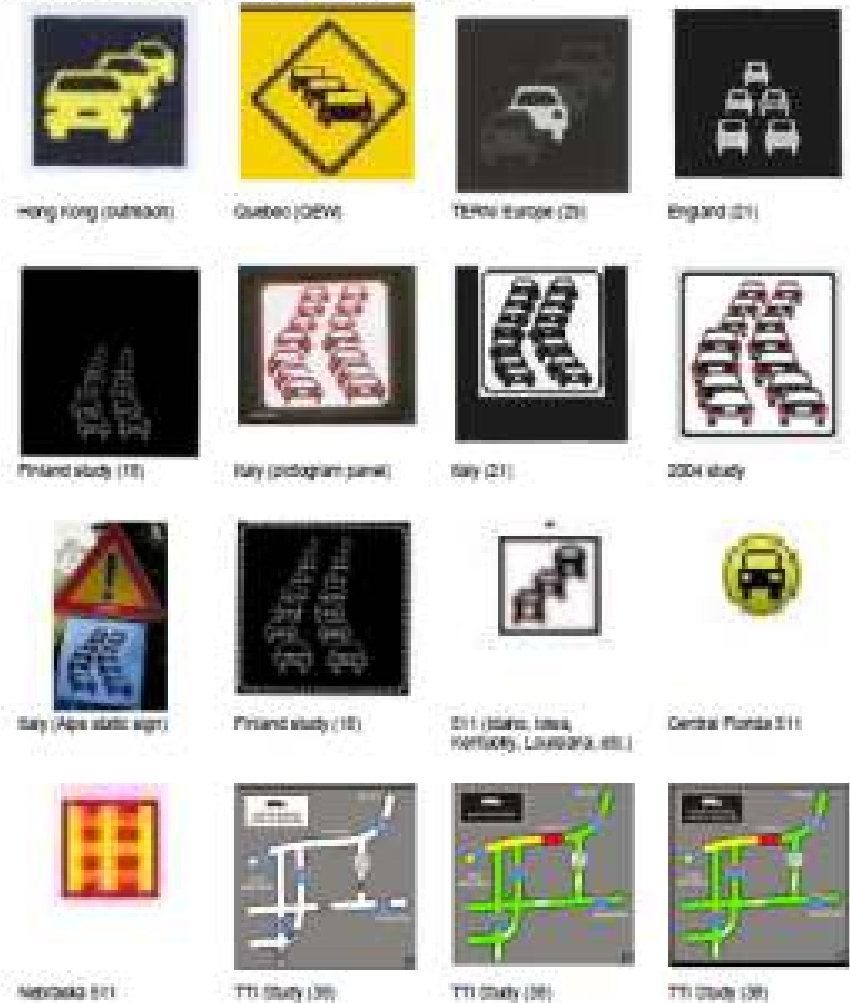 Hong Kong (outreach)
Quebec (QEW)
TERN Europe (25)
England (21)
Finland study (18)
Italy (pictogram panel)
Italy (21)
2004 study
Italy (Alps static sign)
Finland study (18)
511 (Idaho, Iowa,
Kentucky, Louisiana, etc.)
Central Florida 511
Nebraska 511
TTI Study (38)
TTI Study (38)
TTI Study (38)